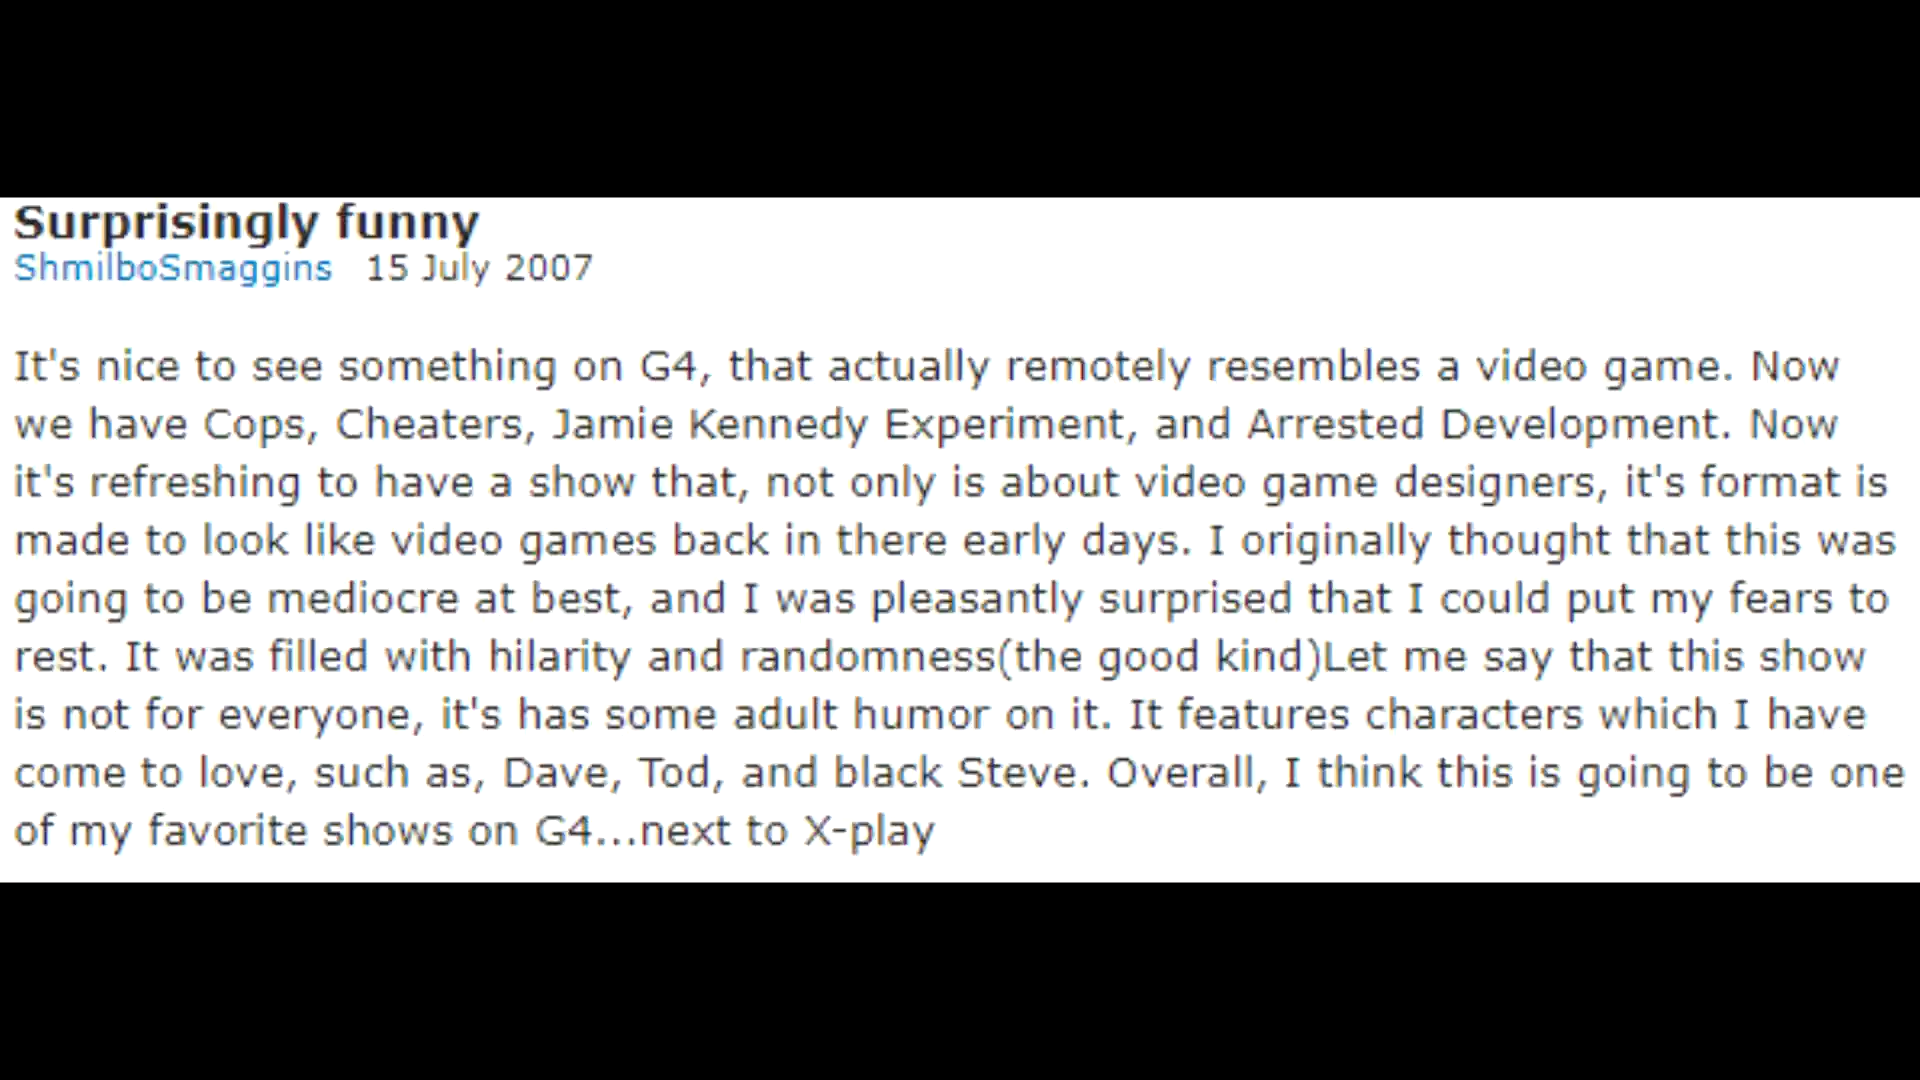 Surprisingly funny
ShmilboSmaggins 15 July 2007
It's nice to see something on G4, that actually remotely resembles a video game. Now
we have Cops, Cheaters, Jamie Kennedy Experiment, and Arrested Development. Now
it's refreshing to have a show that, not only is about video game designers, it's format is
made to look like video games back in there early days. I originally thought that this was
going to be mediocre at best, and I was pleasantly surprised that I could put my fears to
rest. It was filled with hilarity and randomness(the good kind)Let me say that this show
is not for everyone, it's has some adult humor on it. It features characters which I have
come to love, such as, Dave, Tod, and black Steve. Overall, I think this is going to be one
of my favorite shows on G4...next to X-play